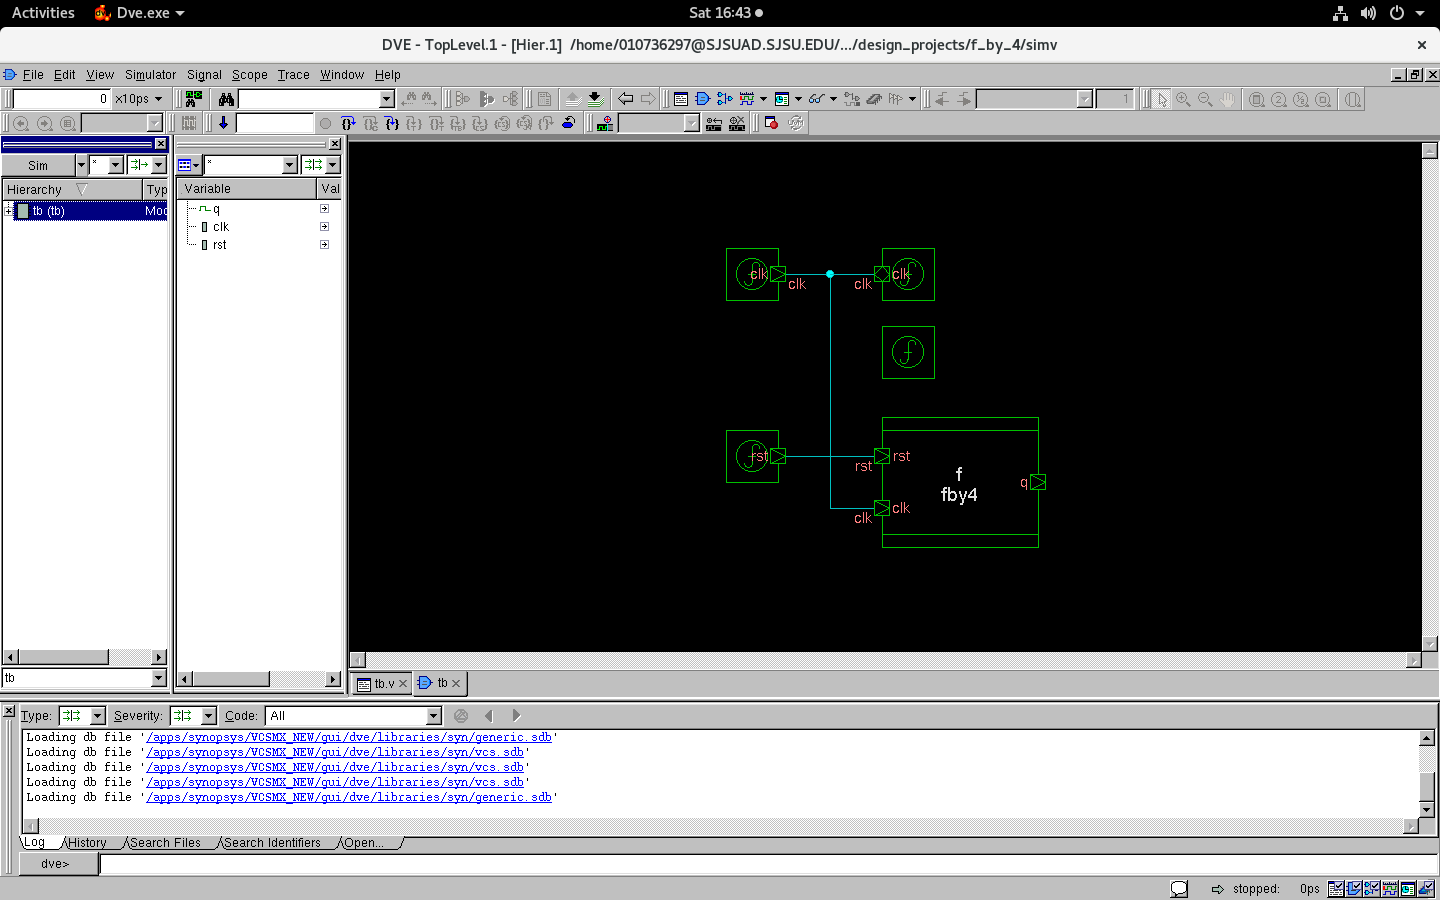 Activities Dve.exe Sat 16:43
DVE - TopLevel.1 - [Hier.1] /home/010736297@SJSUAD.SJSU.EDU/.../design_projects/f_by_4/simv
File Edit View Simulator Signal Scope Trace Window Help
0 x10ps 1
Sim * *
Hierarchy Typ Variable Val
tb (tb) Moc q
clk
rst
clk clk
clk clk
rst rst
rst
f
fby4
q
clk
clk
tb
tb.v tb
Type: Severity: Code: All
Loading db file '/apps/synopsys/VCSMX_NEW/gui/dve/libraries/syn/generic.sdb'
Loading db file '/apps/synopsys/VCSMX_NEW/gui/dve/libraries/syn/vcs.sdb'
Loading db file '/apps/synopsys/VCSMX_NEW/gui/dve/libraries/syn/vcs.sdb'
Loading db file '/apps/synopsys/VCSMX_NEW/gui/dve/libraries/syn/vcs.sdb'
Loading db file '/apps/synopsys/VCSMX_NEW/gui/dve/libraries/syn/generic.sdb'
Log History Search Files Search Identifiers Open...
dve>
stopped: 0ps